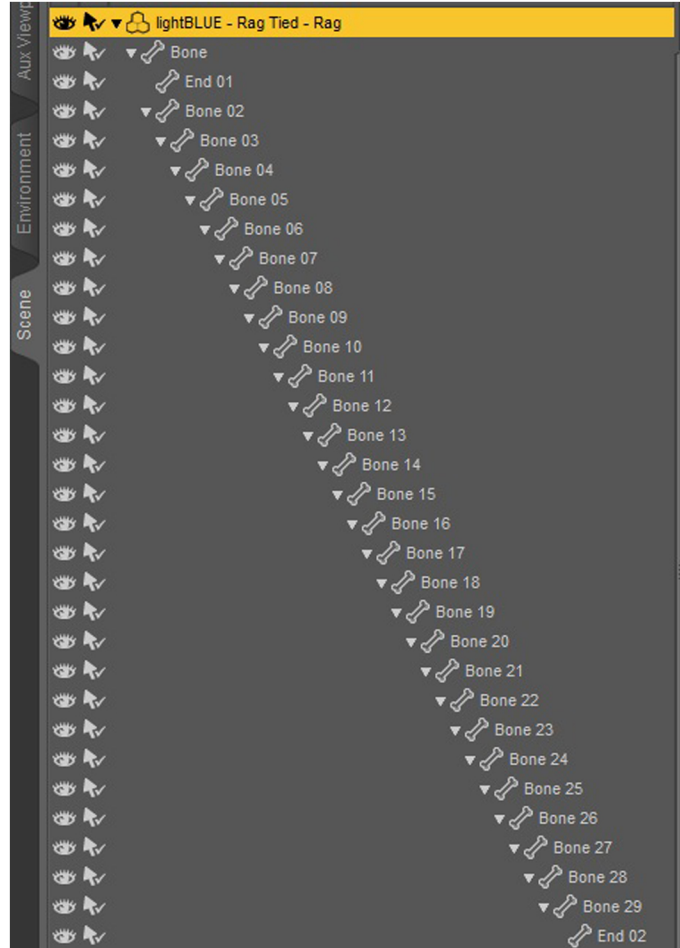 Aux Viewp
Environment
Scene
lightBLUE - Rag Tied - Rag
Bone
End 01
Bone 02
Bone 03
Bone 04
Bone 05
Bone 06
Bone 07
Bone 08
Bone 09
Bone 10
Bone 11
Bone 12
Bone 13
Bone 14
Bone 15
Bone 16
Bone 17
Bone 18
Bone 19
Bone 20
Bone 21
Bone 22
Bone 23
Bone 24
Bone 25
Bone 26
Bone 27
Bone 28
Bone 29
End 02